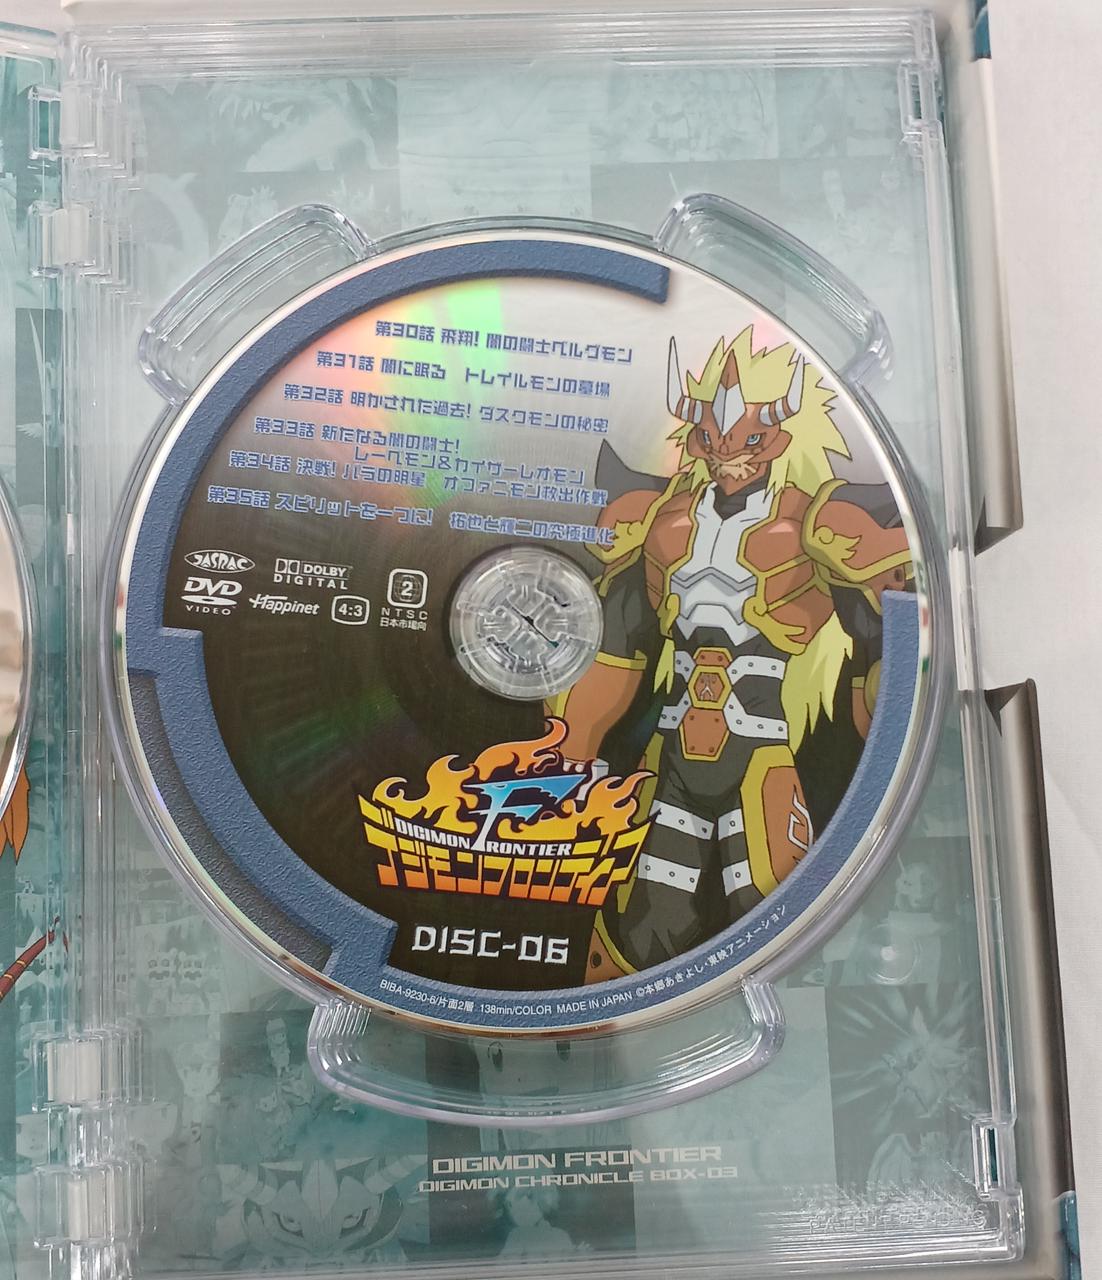 第30話 飛翔! 闇の闘士ベルグモン
第31話 闇に眠る トレイルモンの墓場
第32話 明かされた過去! ダスクモンの秘密
第33話 新たなる闇の闘士!
レーベモン&カイザーレオモン
第34話 決戦! バラの明星 オファニモン救出作戦
第35話 スピリットを一つに! 拓也と輝二の究極進化
JASRAC
DOLBY
DIGITAL
DVD
VIDEO
Happinet
4:3
2
NTSC
日本市場向
DIGIMON FRONTIER
デジモンフロンティア
DISC-06
BIBA-9230-6/片面2層 138min/COLOR MADE IN JAPAN ©本郷あきよし・東映アニメーション
DIGIMON FRONTIER
DIGIMON CHRONICLE BOX-03